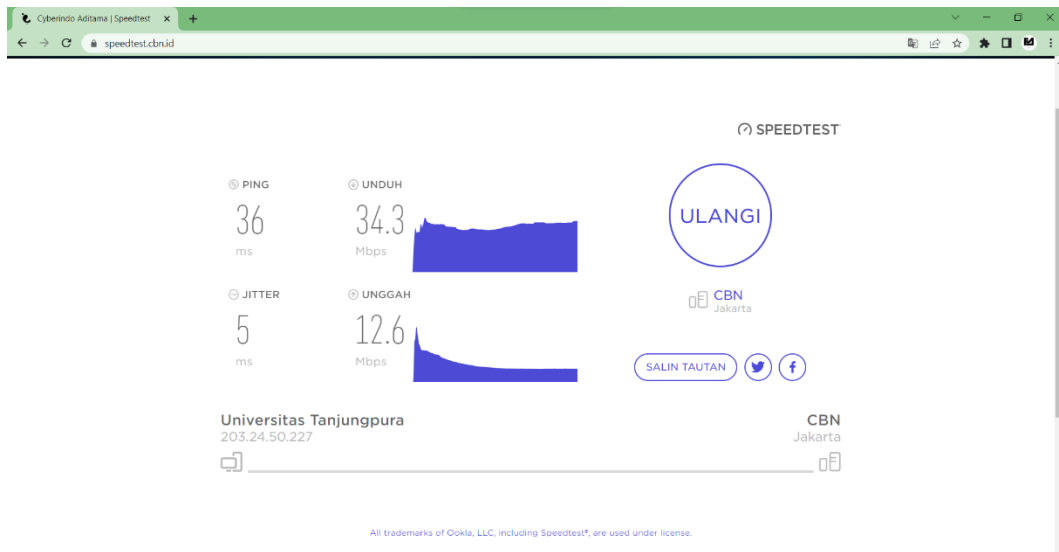 Cyberindo Aditama | Speedtest
speedtest.cbn.id
SPEEDTEST
PING
36
ms
UNDUH
34.3
Mbps
JITTER
5
ms
UNGGAH
12.6
Mbps
ULANGI
CBN
Jakarta
SALIN TAUTAN
Universitas Tanjungpura
203.24.50.227
CBN
Jakarta
All trademarks of Ookla, LLC, including Speedtest®, are used under license.